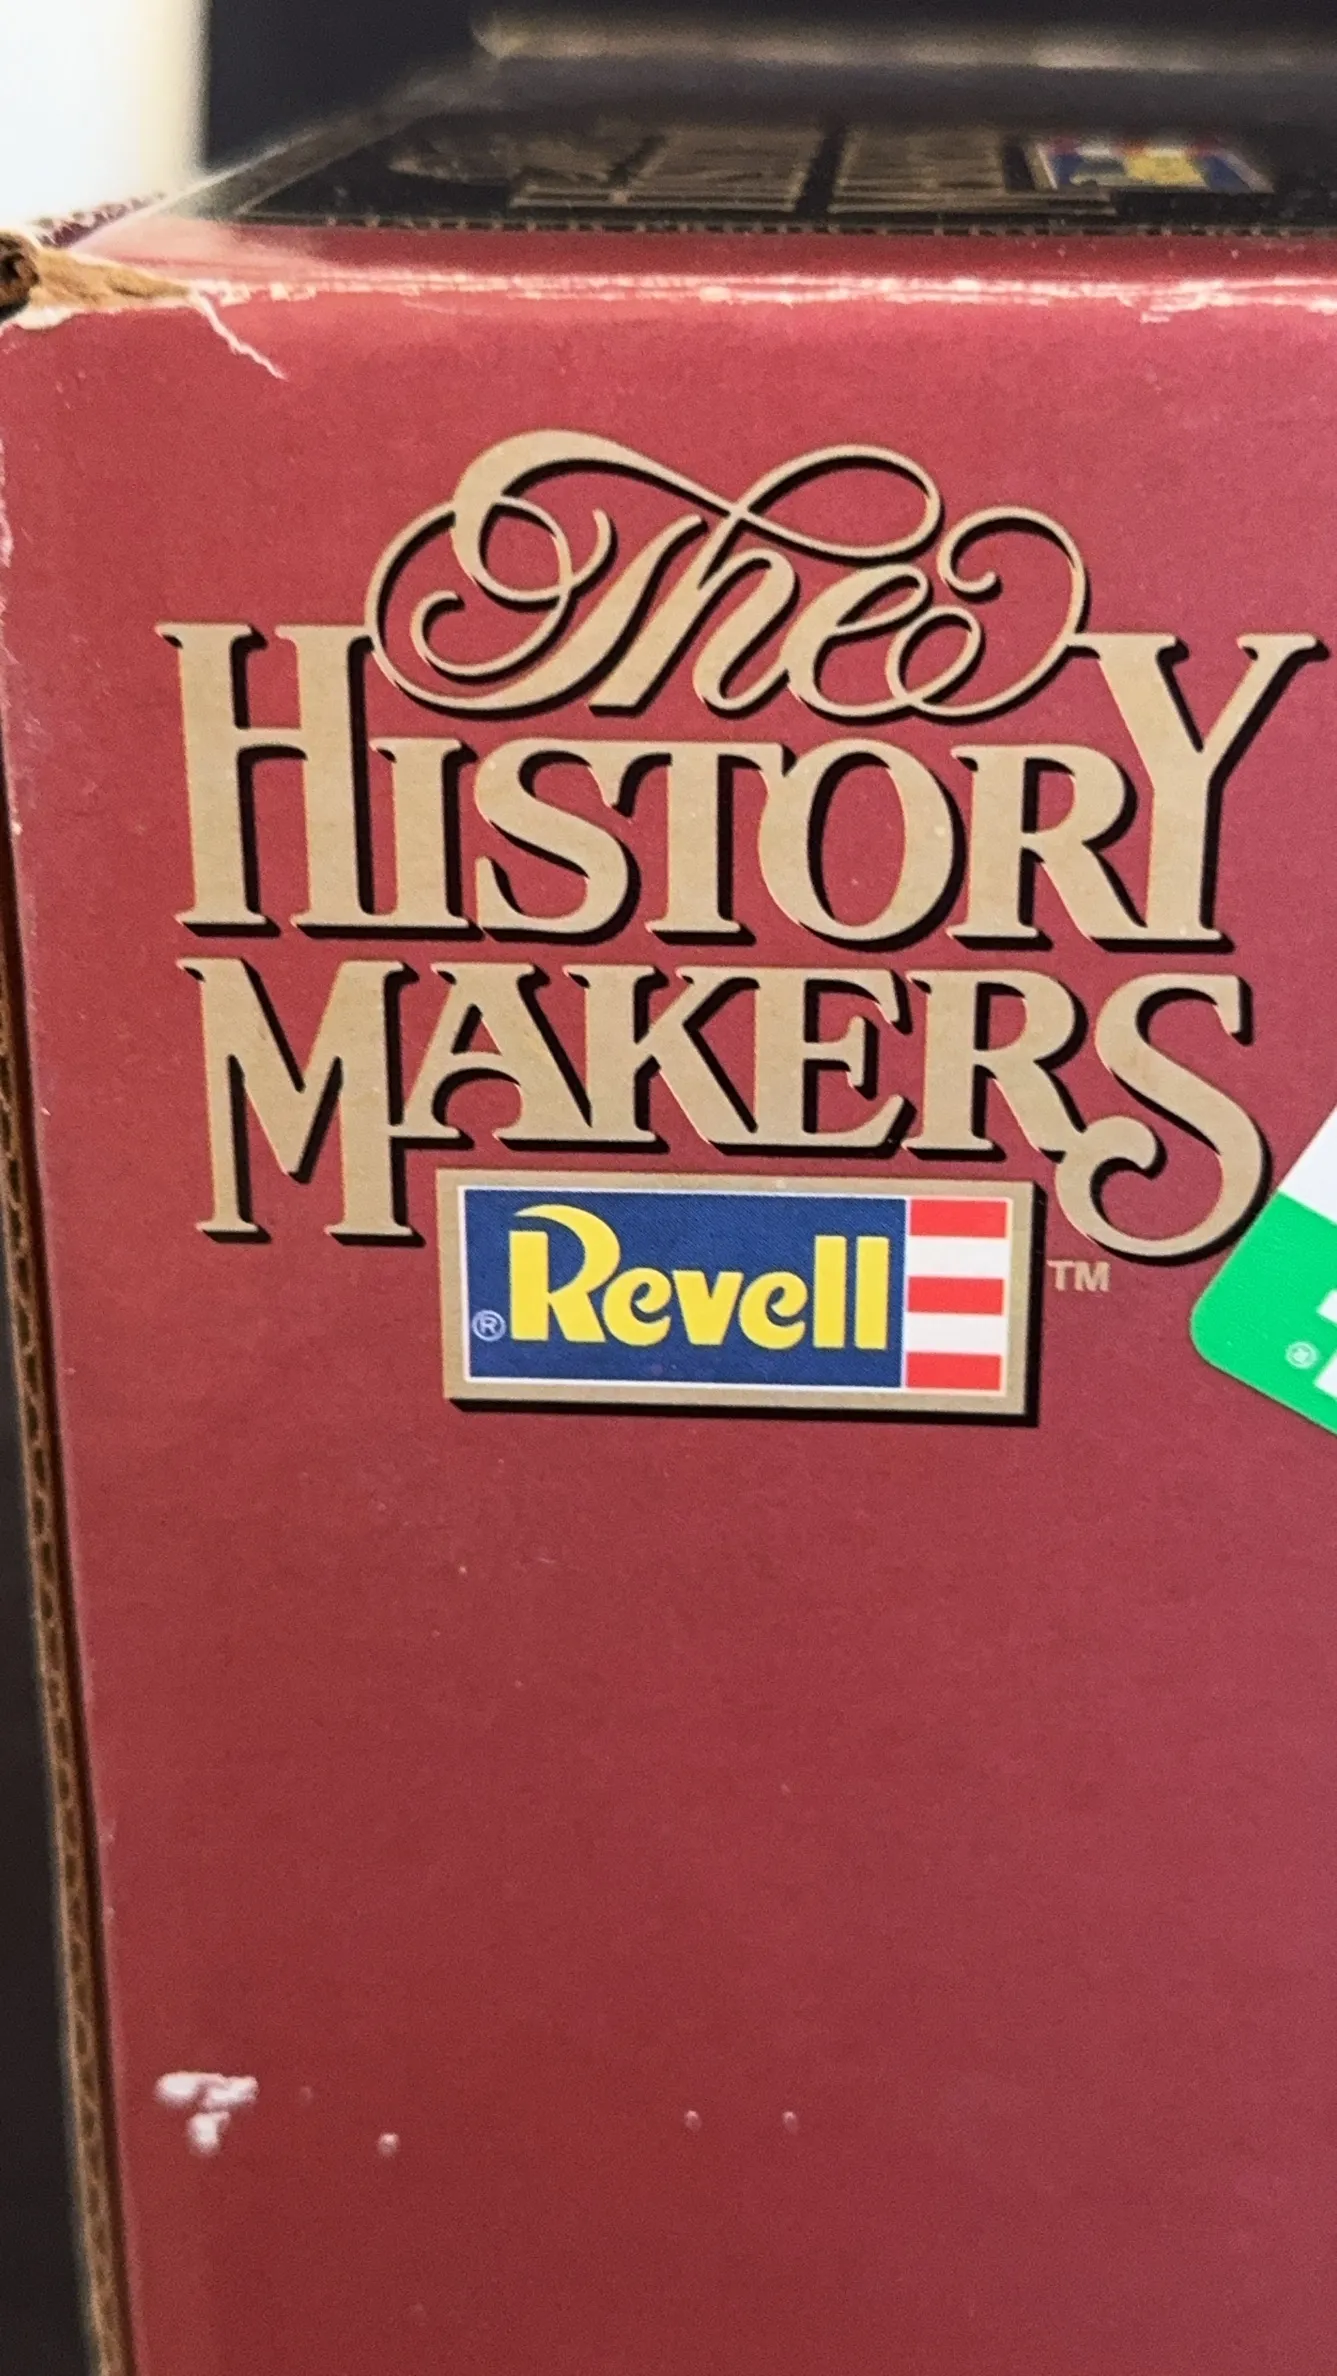 The
HISTORY
MAKERS
® Revell
TM
®